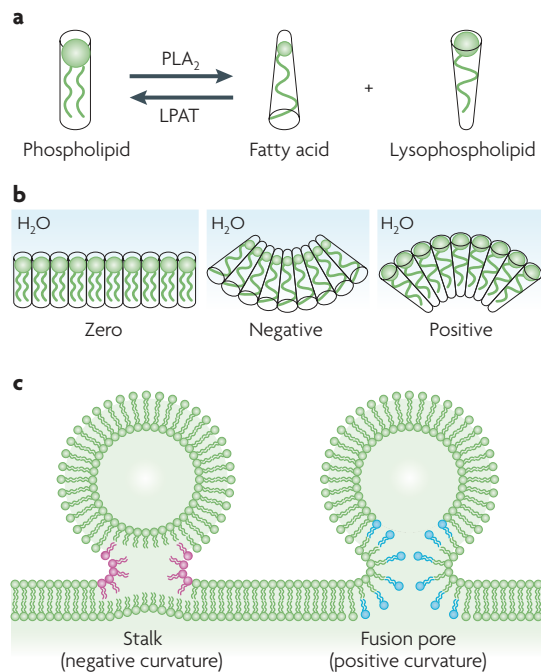 a
PLA2
LPAT
+
Phospholipid
Fatty acid
Lysophospholipid
b
H2O
H2O
H2O
Zero
Negative
Positive
c
Stalk
(negative curvature)
Fusion pore
(positive curvature)